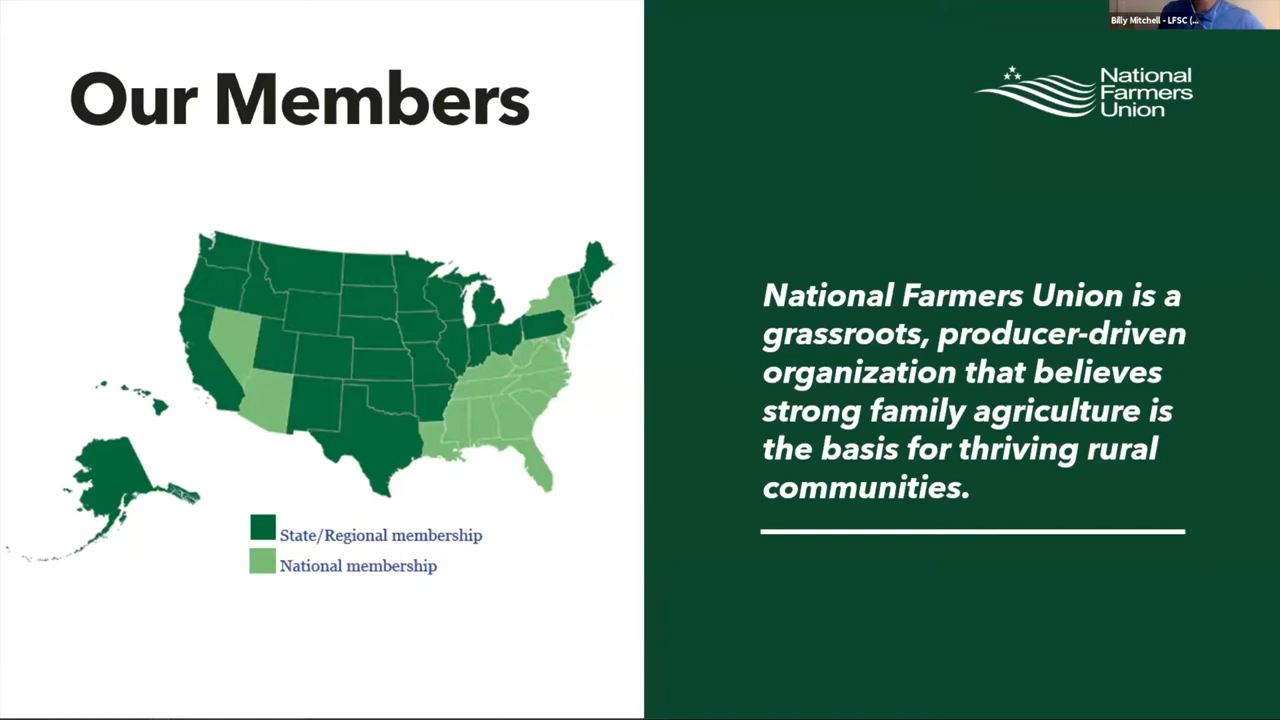 Billy Mitchell - LFSC (...
Our Members
National
Farmers
Union
National Farmers Union is a
grassroots, producer-driven
organization that believes
strong family agriculture is
the basis for thriving rural
communities.
State/Regional membership
National membership